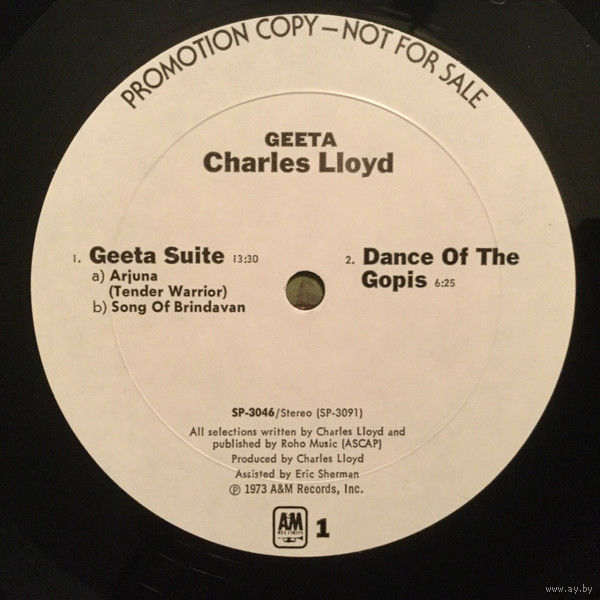 PROMOTION COPY – NOT FOR SALE
GEETA
Charles Lloyd
1. Geeta Suite 13:30
a) Arjuna
(Tender Warrior)
b) Song Of Brindavan
2. Dance Of The
Gopis 6:25
SP-3046/Stereo (SP-3091)
All selections written by Charles Lloyd and
published by Roho Music (ASCAP)
Produced by Charles Lloyd
Assisted by Eric Sherman
℗ 1973 A&M Records, Inc.
A&M
RECORDS
1
www.ay.by